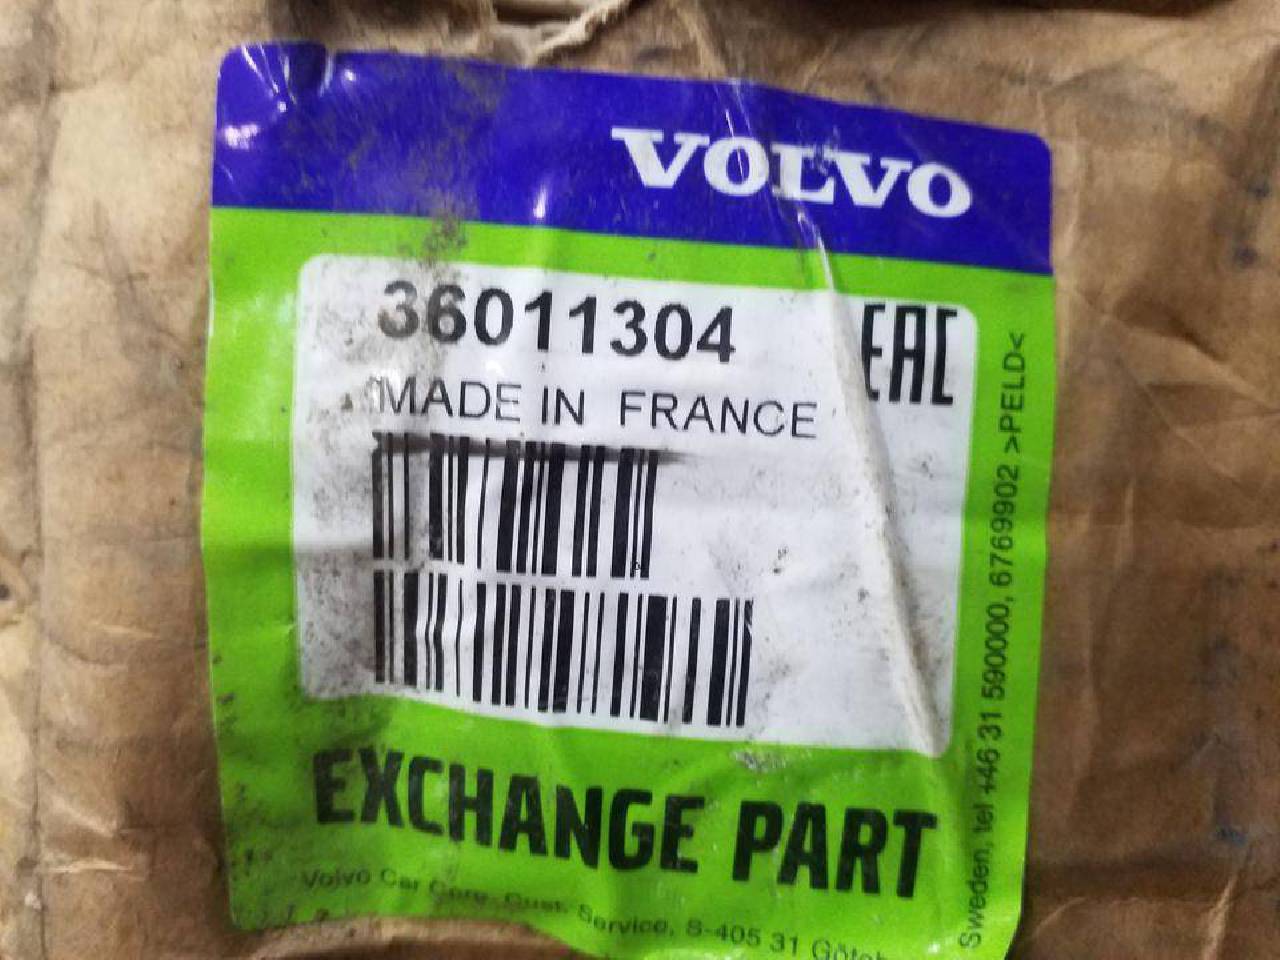 VOLVO
36011304
EAC
MADE IN FRANCE
EXCHANGE PART
Volvo Car Corp. Cust. Service, S-405 31 Göteb
Sweden, tel +46 31 590000, 6769902 >PELD<